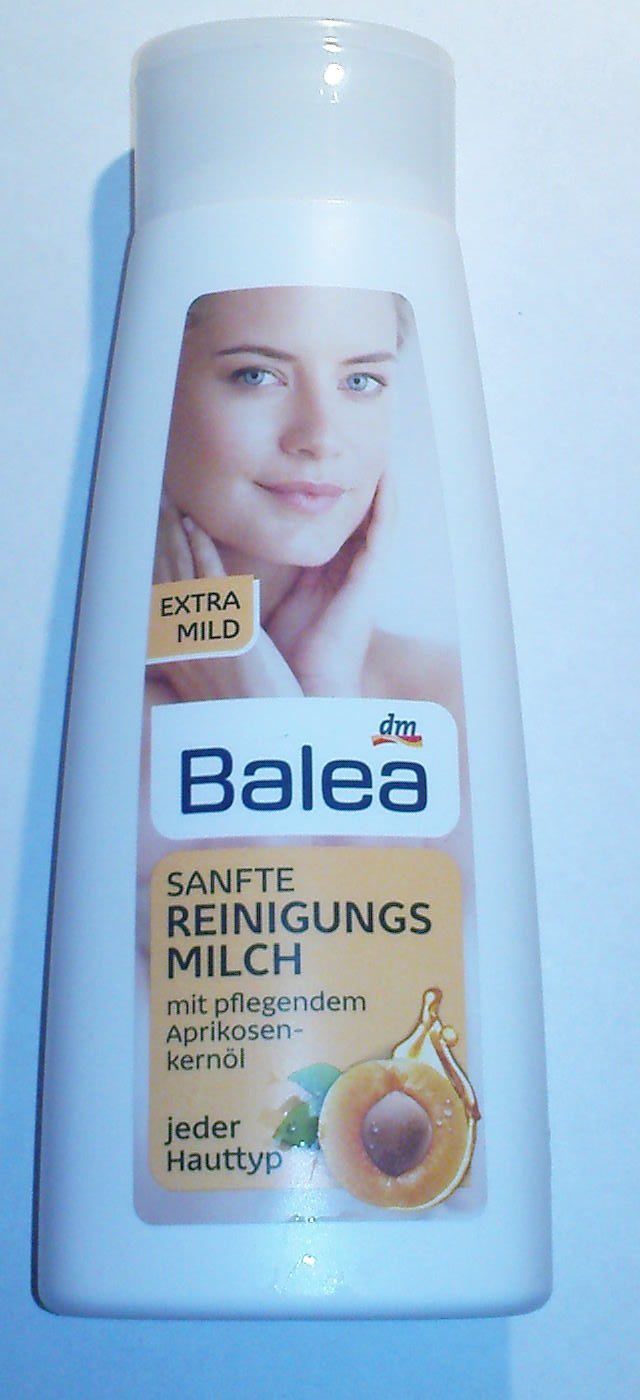 EXTRA
MILD
dm
Balea
SANFTE
REINIGUNGS
MILCH
mit pflegendem
Aprikosen-
kernöl
jeder
Hauttyp